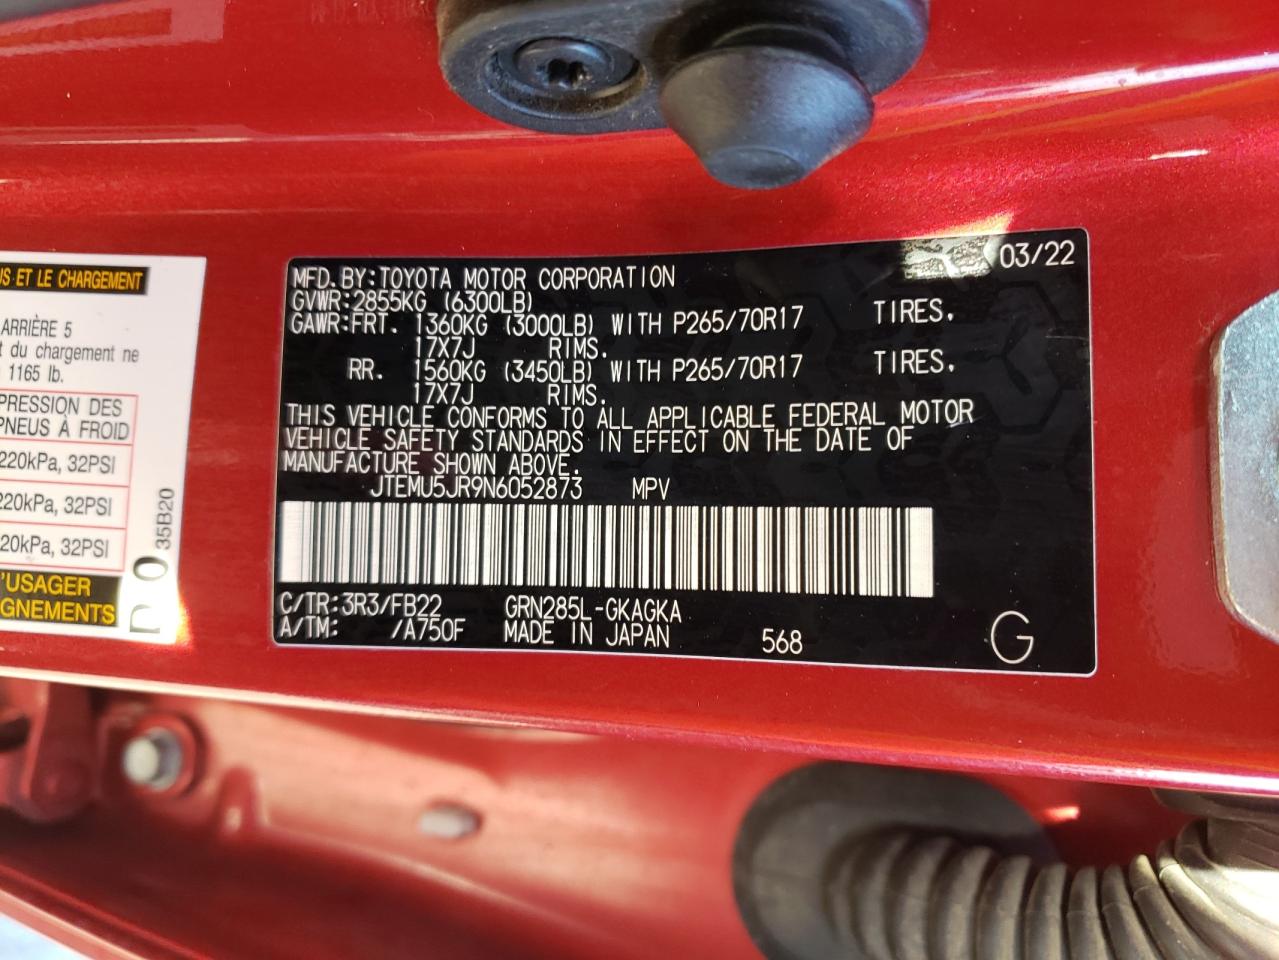 US ET LE CHARGEMENT
ARRIÈRE 5
du chargement ne
1165 lb.
PRESSION DES
PNEUS À FROID
220kPa, 32PSI
220kPa, 32PSI
20kPa, 32PSI
'USAGER
GNEMENTS
35B20
03/22
MFD.BY:TOYOTA MOTOR CORPORATION
GVWR:2855KG (6300LB)
GAWR:FRT. 1360KG (3000LB) WITH P265/70R17 TIRES.
17X7J RIMS.
RR. 1560KG (3450LB) WITH P265/70R17 TIRES.
17X7J RIMS.
THIS VEHICLE CONFORMS TO ALL APPLICABLE FEDERAL MOTOR
VEHICLE SAFETY STANDARDS IN EFFECT ON THE DATE OF
MANUFACTURE SHOWN ABOVE.
JTEMU5JR9N6052873 MPV
C/TR:3R3/FB22 GRN285L-GKAGKA
A/TM: /A750F MADE IN JAPAN 568 G